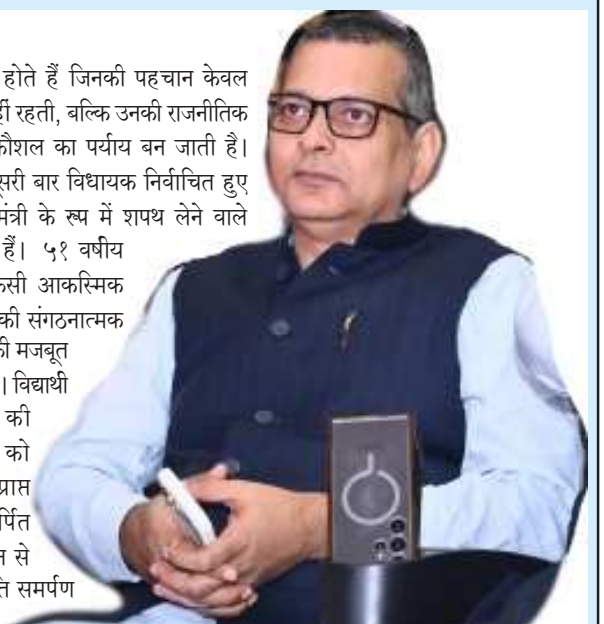 होते हैं जिनकी पहचान केवल
रहती, बल्कि उनकी राजनीतिक
कौशल का पर्याय बन जाती है।
बार विधायक निर्वाचित हुए
मंत्री के रूप में शपथ लेने वाले
हैं। ५१ वर्षीय
आकस्मिक
की संगठनात्मक
मजबूत
। विद्यार्थी
की
को
प्राप्त
से
समर्पण